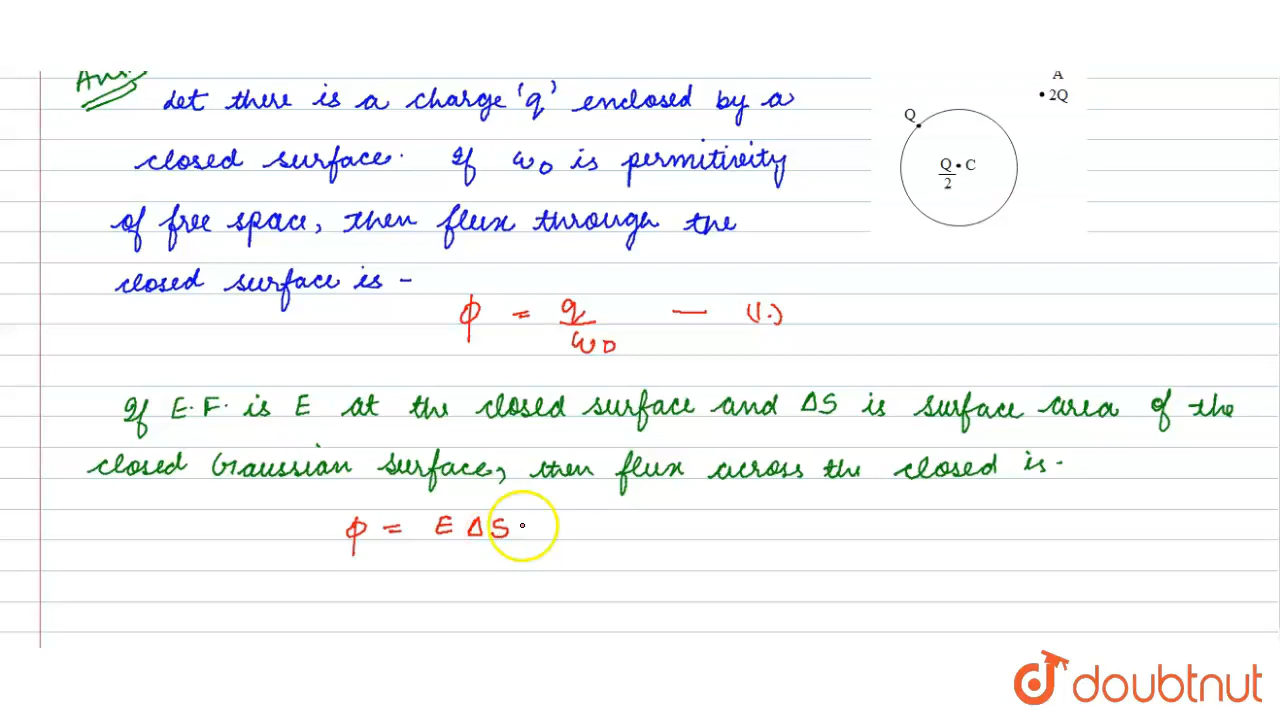 Ans.
Let there is a charge 'q' enclosed by a
closed surface. If ω0 is permitivity
of free space, then flux through the
closed surface is -
ϕ = q/ω0 — (1.)
If E.F. is E at the closed surface and ΔS is surface area of the
closed Gaussian surface, then flux across the closed is.
ϕ = E ΔS
A
• 2Q
Q
Q/2 • C
doubtnut